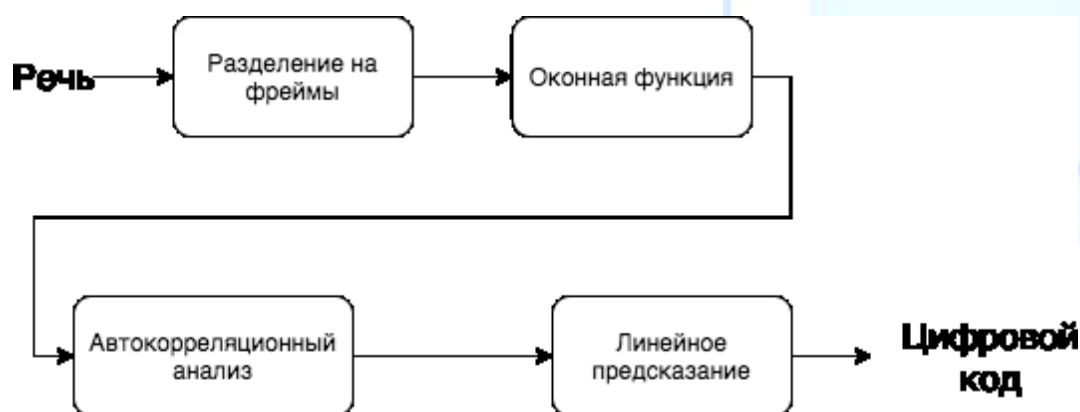 Речь
Разделение на
фреймы
Оконная функция
Автокорреляционный
анализ
Линейное
предсказание
Цифровой
код